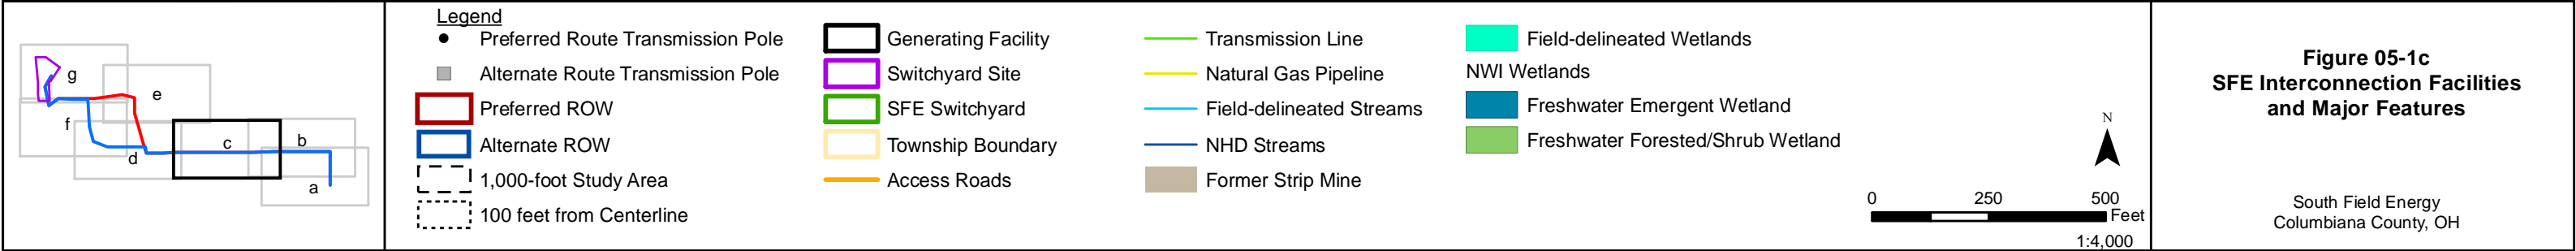 g
e
f
c
b
d
a
Legend
Preferred Route Transmission Pole
Alternate Route Transmission Pole
Preferred ROW
Alternate ROW
1,000-foot Study Area
100 feet from Centerline
Generating Facility
Switchyard Site
SFE Switchyard
Township Boundary
Access Roads
Transmission Line
Natural Gas Pipeline
Field-delineated Streams
NHD Streams
Former Strip Mine
Field-delineated Wetlands
NWI Wetlands
Freshwater Emergent Wetland
Freshwater Forested/Shrub Wetland
N
0 250 500
Feet
1:4,000
Figure 05-1c
SFE Interconnection Facilities
and Major Features
South Field Energy
Columbiana County, OH